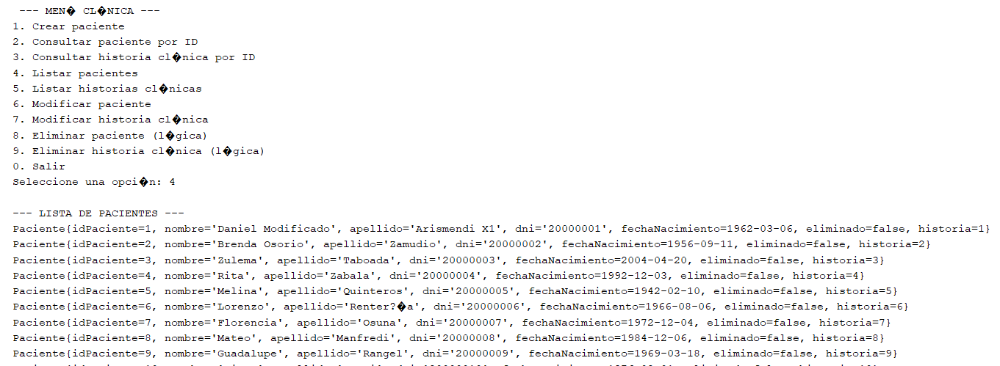 --- MEN� CL�NICA ---
1. Crear paciente
2. Consultar paciente por ID
3. Consultar historia cl�nica por ID
4. Listar pacientes
5. Listar historias cl�nicas
6. Modificar paciente
7. Modificar historia cl�nica
8. Eliminar paciente (l�gica)
9. Eliminar historia cl�nica (l�gica)
0. Salir
Seleccione una opci�n: 4
--- LISTA DE PACIENTES ---
Paciente{idPaciente=1, nombre='Daniel Modificado', apellido='Arismendi X1', dni='20000001', fechaNacimiento=1962-03-06, eliminado=false, historia=1}
Paciente{idPaciente=2, nombre='Brenda Osorio', apellido='Zamudio', dni='20000002', fechaNacimiento=1956-09-11, eliminado=false, historia=2}
Paciente{idPaciente=3, nombre='Zulema', apellido='Taboada', dni='20000003', fechaNacimiento=2004-04-20, eliminado=false, historia=3}
Paciente{idPaciente=4, nombre='Rita', apellido='Zabala', dni='20000004', fechaNacimiento=1992-12-03, eliminado=false, historia=4}
Paciente{idPaciente=5, nombre='Melina', apellido='Quinteros', dni='20000005', fechaNacimiento=1942-02-10, eliminado=false, historia=5}
Paciente{idPaciente=6, nombre='Lorenzo', apellido='Renter?�a', dni='20000006', fechaNacimiento=1966-08-06, eliminado=false, historia=6}
Paciente{idPaciente=7, nombre='Florencia', apellido='Osuna', dni='20000007', fechaNacimiento=1972-12-04, eliminado=false, historia=7}
Paciente{idPaciente=8, nombre='Mateo', apellido='Manfredi', dni='20000008', fechaNacimiento=1984-12-06, eliminado=false, historia=8}
Paciente{idPaciente=9, nombre='Guadalupe', apellido='Rangel', dni='20000009', fechaNacimiento=1969-03-18, eliminado=false, historia=9}